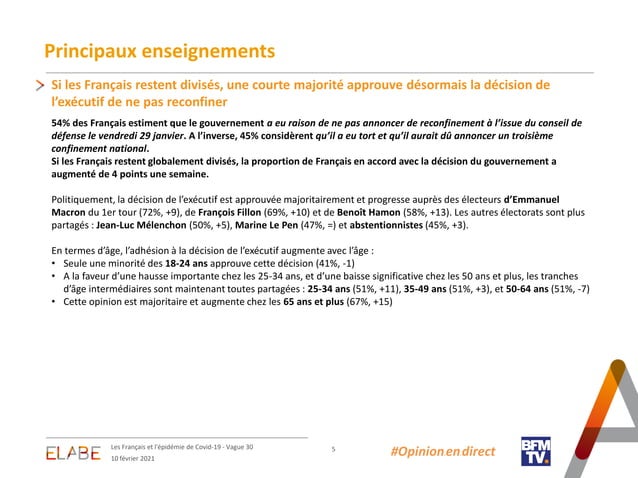 Principaux enseignements
Si les Français restent divisés, une courte majorité approuve désormais la décision de
l’exécutif de ne pas reconfiner
54% des Français estiment que le gouvernement a eu raison de ne pas annoncer de reconfinement à l’issue du conseil de
défense le vendredi 29 janvier. A l’inverse, 45% considèrent qu’il a eu tort et qu’il aurait dû annoncer un troisième
confinement national.
Si les Français restent globalement divisés, la proportion de Français en accord avec la décision du gouvernement a
augmenté de 4 points une semaine.
Politiquement, la décision de l’exécutif est approuvée majoritairement et progresse auprès des électeurs d’Emmanuel
Macron du 1er tour (72%, +9), de François Fillon (69%, +10) et de Benoît Hamon (58%, +13). Les autres électorats sont plus
partagés : Jean-Luc Mélenchon (50%, +5), Marine Le Pen (47%, =) et abstentionnistes (45%, +3).
En termes d’âge, l’adhésion à la décision de l’exécutif augmente avec l’âge :
• Seule une minorité des 18-24 ans approuve cette décision (41%, -1)
• A la faveur d’une hausse importante chez les 25-34 ans, et d’une baisse significative chez les 50 ans et plus, les tranches
d’âge intermédiaires sont maintenant toutes partagées : 25-34 ans (51%, +11), 35-49 ans (51%, +3), et 50-64 ans (51%, -7)
• Cette opinion est majoritaire et augmente chez les 65 ans et plus (67%, +15)
ELABE
Les Français et l’épidémie de Covid-19 - Vague 30
10 février 2021
5
#Opinion en direct
BFM
TV.